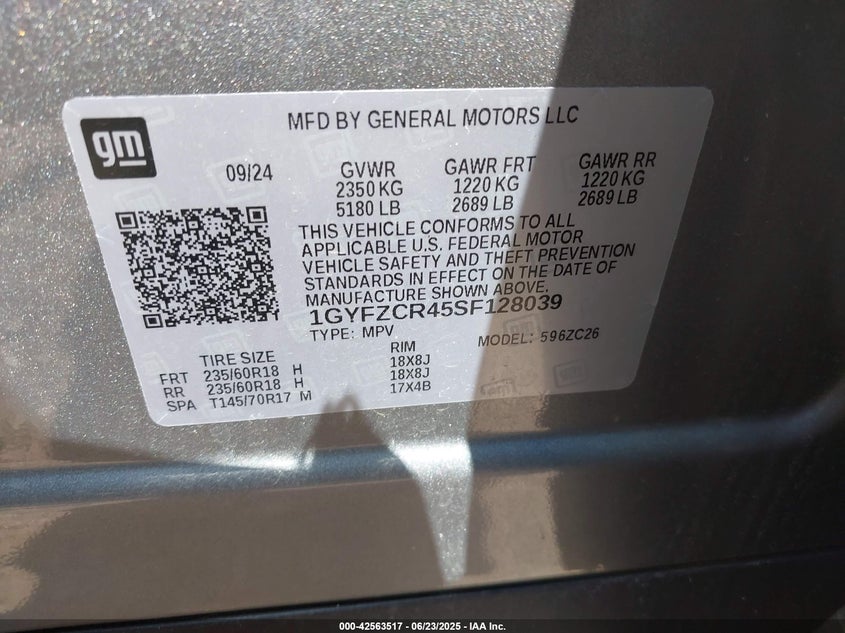 gm
MFD BY GENERAL MOTORS LLC
09/24 GVWR GAWR FRT GAWR RR
2350 KG 1220 KG 1220 KG
5180 LB 2689 LB 2689 LB
THIS VEHICLE CONFORMS TO ALL
APPLICABLE U.S. FEDERAL MOTOR
VEHICLE SAFETY AND THEFT PREVENTION
STANDARDS IN EFFECT ON THE DATE OF
MANUFACTURE SHOWN ABOVE.
1GYFZCR45SF128039
TYPE: MPV MODEL: 596ZC26
TIRE SIZE RIM
FRT 235/60R18 H 18X8J
RR 235/60R18 H 18X8J
SPA T145/70R17 M 17X4B
000-42563517 - 06/23/2025 - IAA Inc.